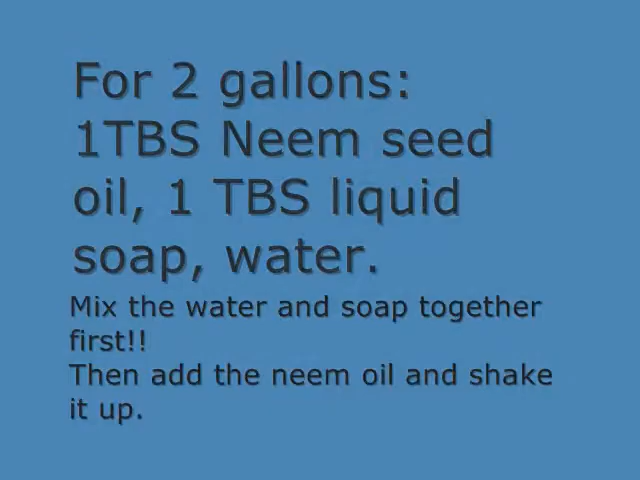 For 2 gallons:
1TBS Neem seed
oil, 1 TBS liquid
soap, water.
Mix the water and soap together
first!!
Then add the neem oil and shake
it up.